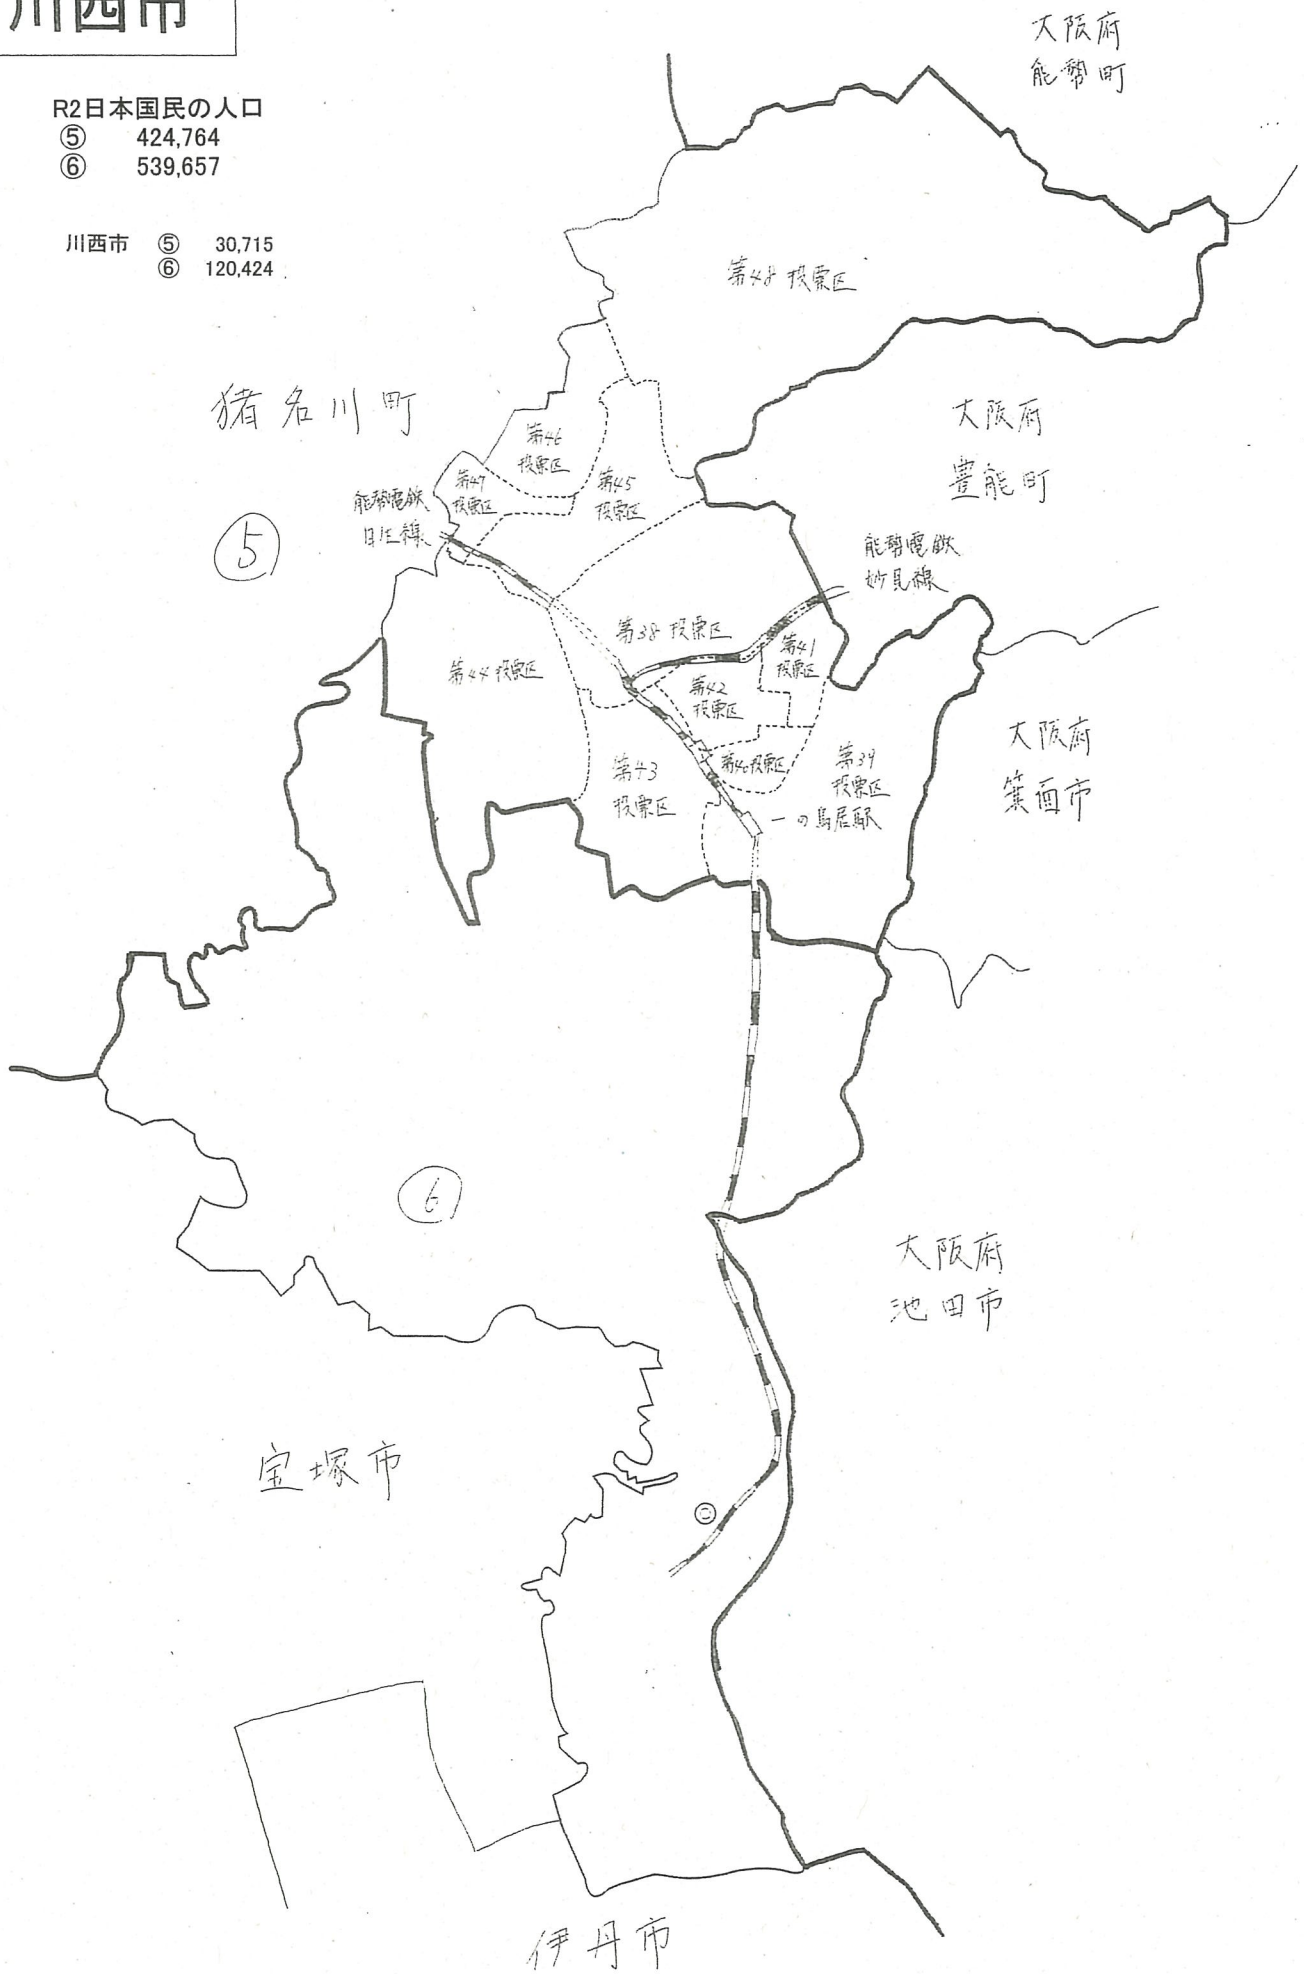 川西市
R2日本国民の人口
⑤ 424,764
⑥ 539,657
川西市 ⑤ 30,715
⑥ 120,424
大阪府
能勢町
第48投票区
猪名川町
大阪府
豊能町
第46
投票区
第47
投票区
第45
投票区
能勢電鉄
日生線
⑤
能勢電鉄
妙見線
第38投票区
第41
投票区
第44投票区
第42
投票区
大阪府
箕面市
第40投票区
第39
投票区
第43
投票区
一の鳥居駅
⑥
大阪府
池田市
宝塚市
伊丹市